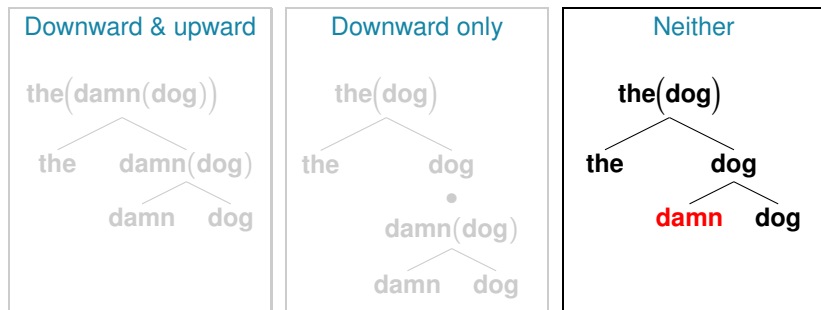 Downward & upward
the(damn(dog))
the damn(dog)
damn dog
Downward only
the(dog)
the dog
•
damn(dog)
damn dog
Neither
the(dog)
the dog
damn dog